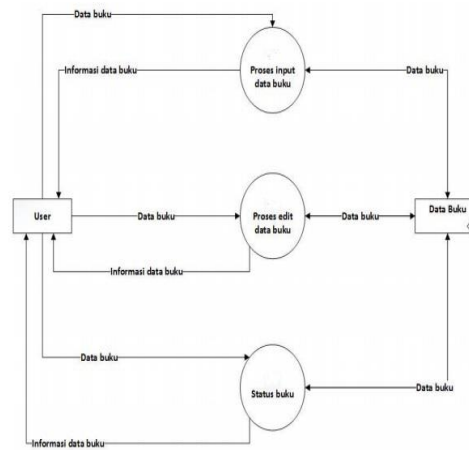 Data buku
Informasi data buku
Proses input
data buku
Data buku
User
Data buku
Proses edit
data buku
Data buku
Data Buku
Informasi data buku
Data buku
Status buku
Data buku
Informasi data buku